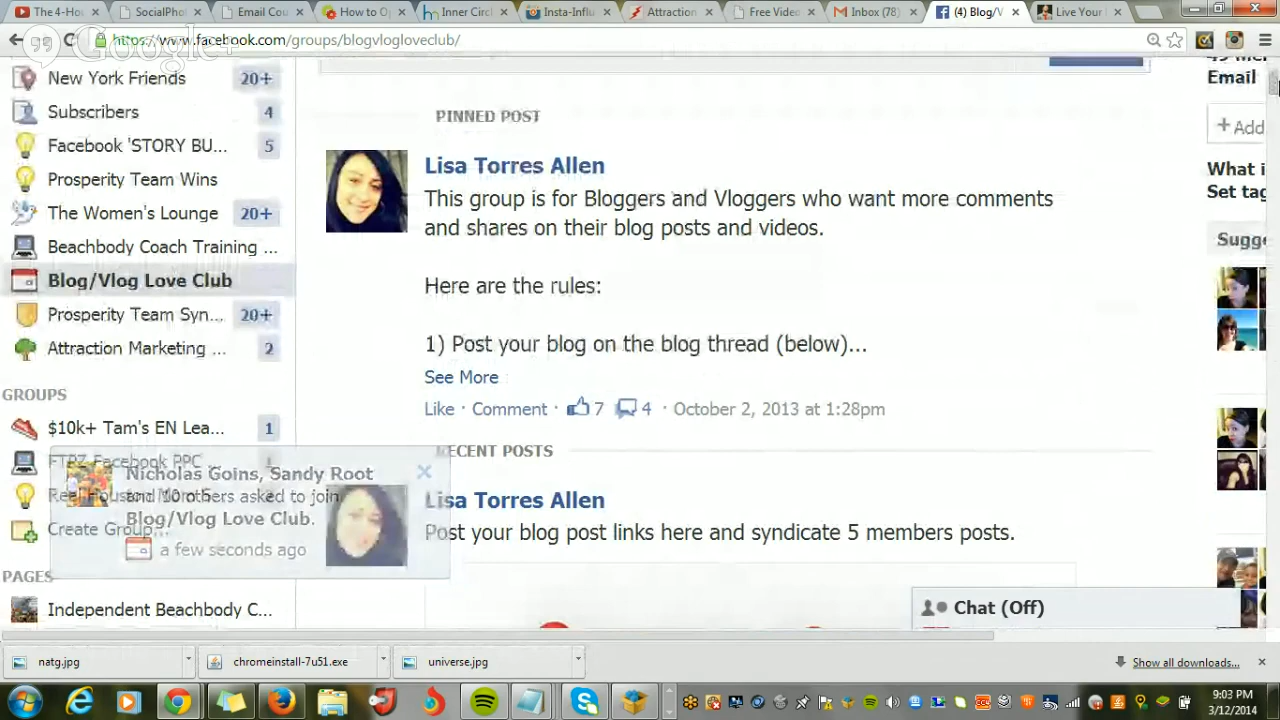 The 4-Hou
SocialPhot
Email Cou
How to Op
Inner Circl
Insta-Influ
Attraction
Free Video
Gmail Inbox (78)
(4) Blog/V
Live Your
Google+
https://www.facebook.com/groups/blogvlogloveclub/
New York Friends 20+
Subscribers 4
Facebook 'STORY BU... 5
Prosperity Team Wins
The Women's Lounge 20+
Beachbody Coach Training ...
Blog/Vlog Love Club
Prosperity Team Syn... 20+
Attraction Marketing ... 2
GROUPS
$10k+ Tam's EN Lea... 1
FTPZ Facebook PPC
Create Group...
PAGES
Independent Beachbody C...
Nicholas Goins, Sandy Root
and 10 others asked to join
Blog/Vlog Love Club.
a few seconds ago
PINNED POST
Lisa Torres Allen
This group is for Bloggers and Vloggers who want more comments
and shares on their blog posts and videos.
Here are the rules:
1) Post your blog on the blog thread (below)...
See More
Like · Comment · 7 4 · October 2, 2013 at 1:28pm
RECENT POSTS
Lisa Torres Allen
Post your blog post links here and syndicate 5 members posts.
Email
+ Add
What i
Set tag
Sugge
Chat (Off)
natg.jpg
chromeinstall-7u51.exe
universe.jpg
Show all downloads...
9:03 PM
3/12/2014